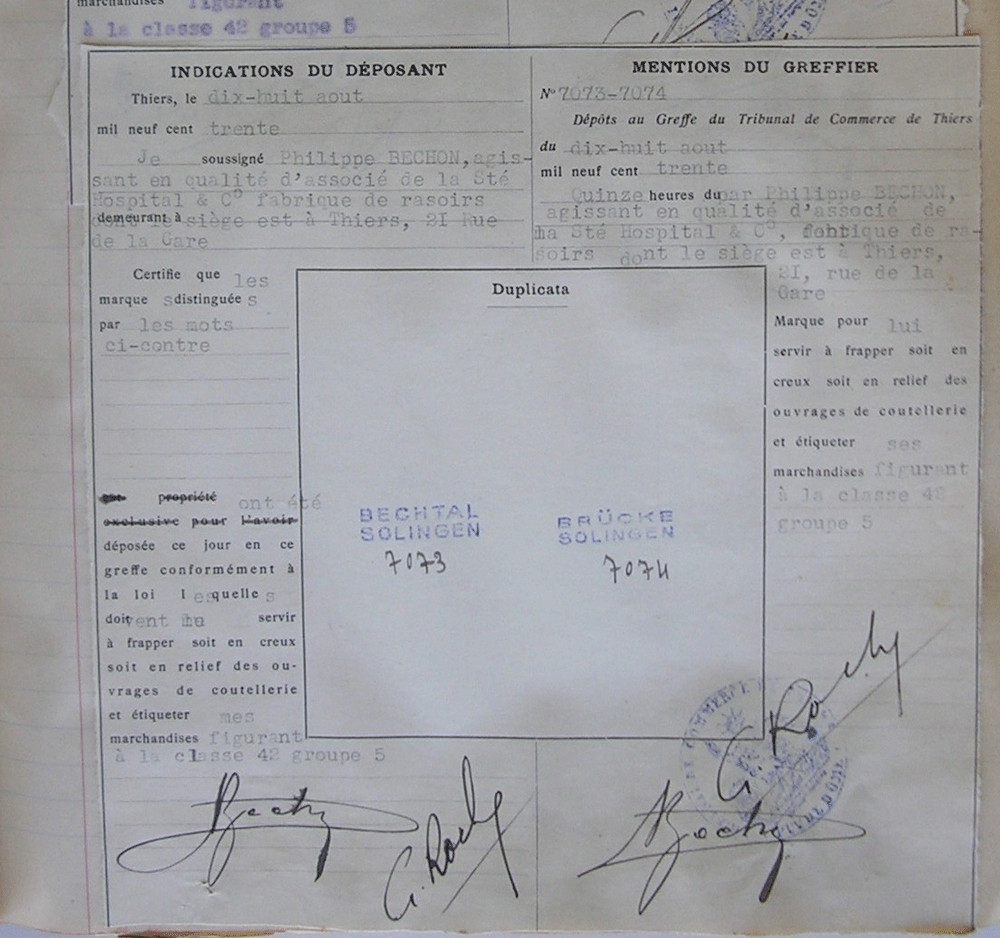 marchandises figurant
à la classe 42 groupe 5
INDICATIONS DU DÉPOSANT
Thiers, le dix-huit aout
mil neuf cent trente
Je soussigné Philippe BECHON, agis-
sant en qualité d'associé de la Sté
Hospital & C° fabrique de rasoirs
demeurant à
dont le siège est à Thiers, 2I Rue
de la Gare
Certifie que les
marque s distinguée s
par les mots
ci-contre
propriété ont été
exclusive pour l'avoir
déposée ce jour en ce
greffe conformément à
la loi l esquelle s
doivent servir
à frapper soit en creux
soit en relief des ou-
vrages de coutellerie
et étiqueter mes
marchandises figurant
à la classe 42 groupe 5
Duplicata
BECHTAL
SOLINGEN
7073
BRÜCKE
SOLINGEN
7074
MENTIONS DU GREFFIER
N° 7073-7074
Dépôts au Greffe du Tribunal de Commerce de Thiers
du dix-huit aout
mil neuf cent trente
Quinze heures du par Philippe BECHON,
agissant en qualité d'associé de
la Sté Hospital & C°, fabrique de ra-
soirs dont le siège est à Thiers,
2I, rue de la
Gare
Marque pour lui
servir à frapper soit en
creux soit en relief des
ouvrages de coutellerie
et étiqueter ses
marchandises figurant
à la classe 42
groupe 5
G. Rochy
G. Rochy